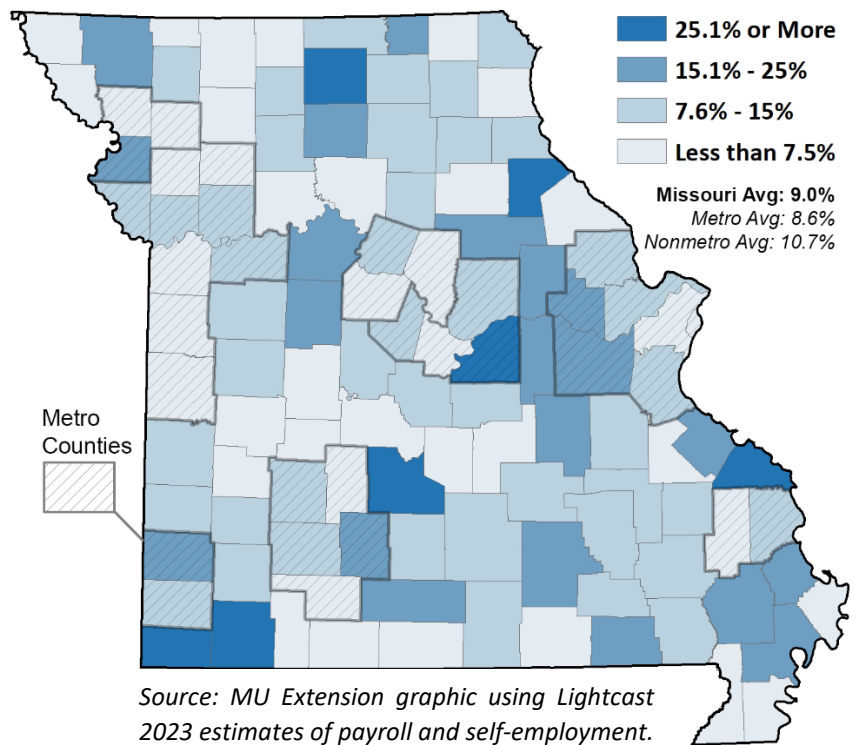 25.1% or More
15.1% - 25%
7.6% - 15%
Less than 7.5%
Missouri Avg: 9.0%
Metro Avg: 8.6%
Nonmetro Avg: 10.7%
Metro
Counties
Source: MU Extension graphic using Lightcast
2023 estimates of payroll and self-employment.